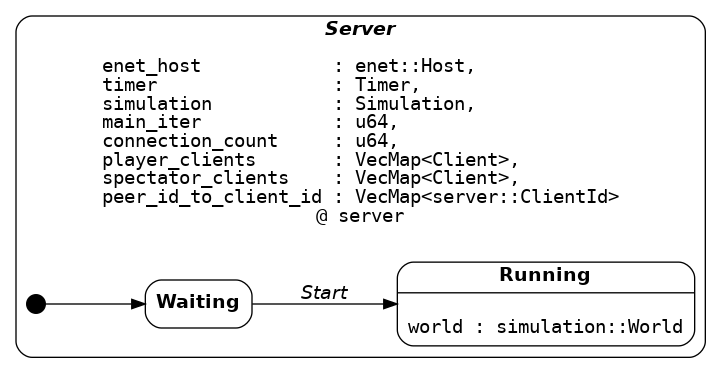 Server
enet_host            : enet::Host,
timer                : Timer,
simulation           : Simulation,
main_iter            : u64,
connection_count     : u64,
player_clients       : VecMap<Client>,
spectator_clients    : VecMap<Client>,
peer_id_to_client_id : VecMap<server::ClientId>
@ server
Waiting
Start
Running
world : simulation::World